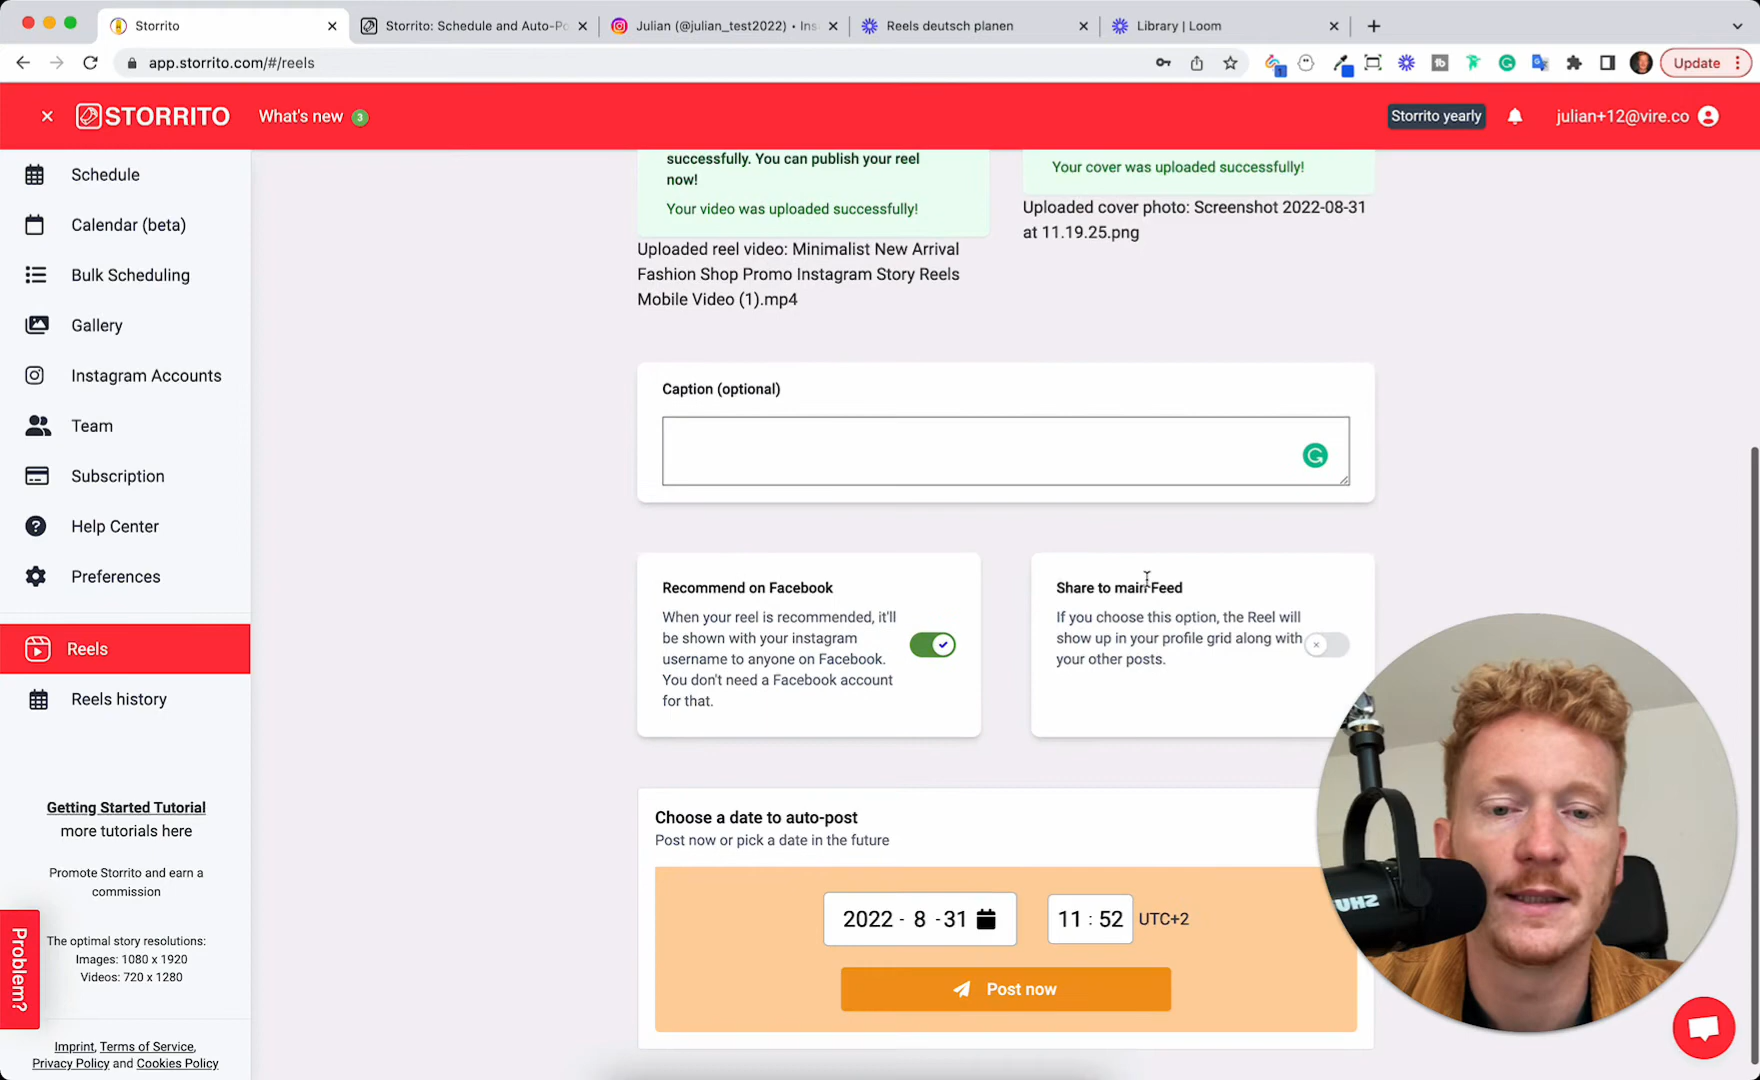 Storrito
Storrito: Schedule and Auto-Po
Julian (@julian_test2022) • Ins
Reels deutsch planen
Library | Loom
app.storrito.com/#/reels
1
Update
STORRITO
What's new 3
Storrito yearly
julian+12@vire.co
Schedule
Calendar (beta)
Bulk Scheduling
Gallery
Instagram Accounts
Team
Subscription
Help Center
Preferences
Reels
Reels history
Getting Started Tutorial
more tutorials here
Promote Storrito and earn a
commission
The optimal story resolutions:
Images: 1080 x 1920
Videos: 720 x 1280
Problem?
Imprint, Terms of Service,
Privacy Policy and Cookies Policy
successfully. You can publish your reel
now!
Your video was uploaded successfully!
Uploaded reel video: Minimalist New Arrival
Fashion Shop Promo Instagram Story Reels
Mobile Video (1).mp4
Your cover was uploaded successfully!
Uploaded cover photo: Screenshot 2022-08-31
at 11.19.25.png
Caption (optional)
Recommend on Facebook
When your reel is recommended, it'll
be shown with your instagram
username to anyone on Facebook.
You don't need a Facebook account
for that.
Share to main Feed
If you choose this option, the Reel will
show up in your profile grid along with
your other posts.
Choose a date to auto-post
Post now or pick a date in the future
2022 - 8 - 31
11 : 52 UTC+2
Post now
SHU